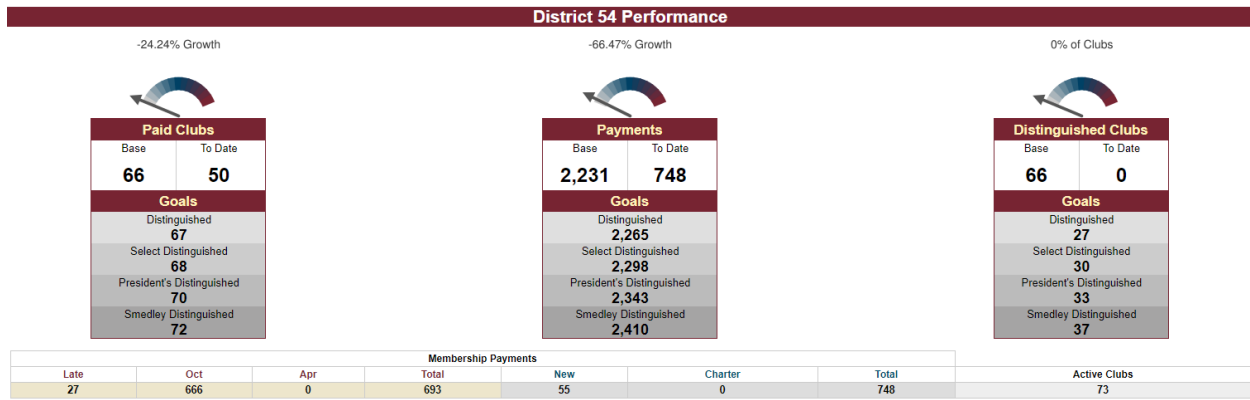 District 54 Performance
-24.24% Growth
-66.47% Growth
0% of Clubs
Paid Clubs
Base To Date
66 50
Goals
Distinguished
67
Select Distinguished
68
President's Distinguished
70
Smedley Distinguished
72
Payments
Base To Date
2,231 748
Goals
Distinguished
2,265
Select Distinguished
2,298
President's Distinguished
2,343
Smedley Distinguished
2,410
Distinguished Clubs
Base To Date
66 0
Goals
Distinguished
27
Select Distinguished
30
President's Distinguished
33
Smedley Distinguished
37
Membership Payments
Late Oct Apr Total New Charter Total Active Clubs
27 666 0 693 55 0 748 73